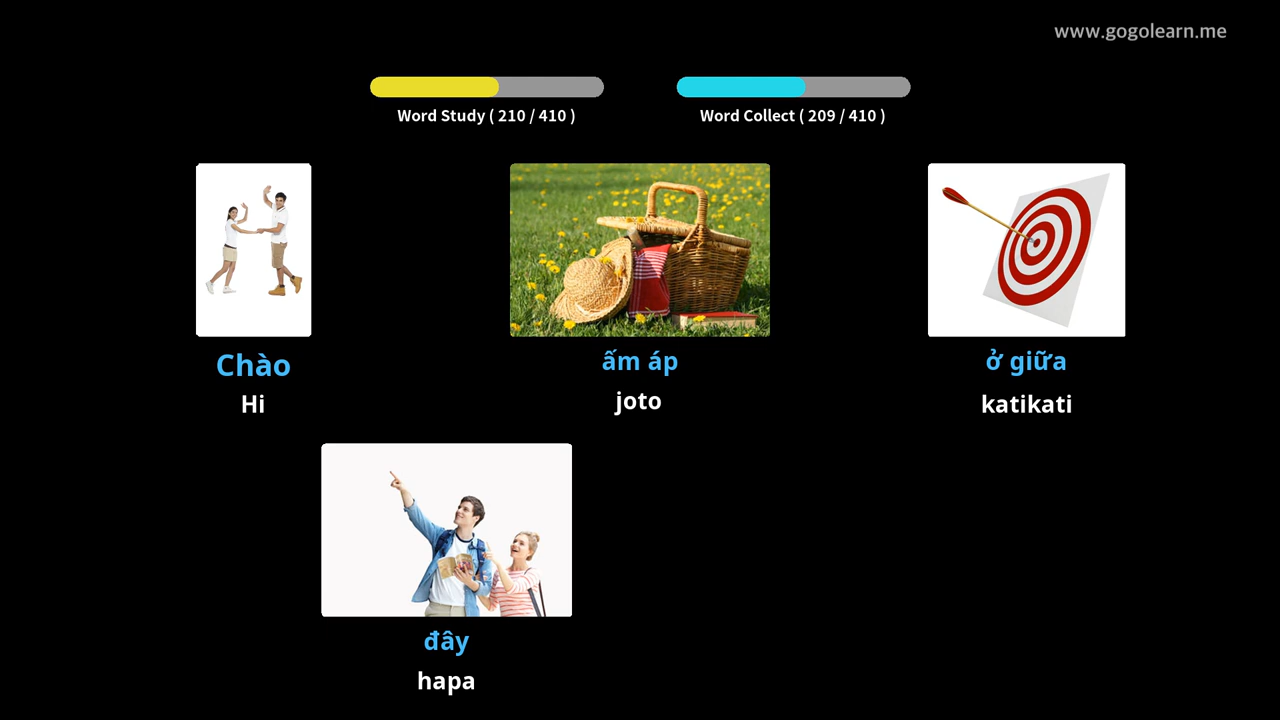 www.gogolearn.me
Word Study ( 210 / 410 )
Word Collect ( 209 / 410 )
Chào
Hi
ấm áp
joto
ở giữa
katikati
đây
hapa